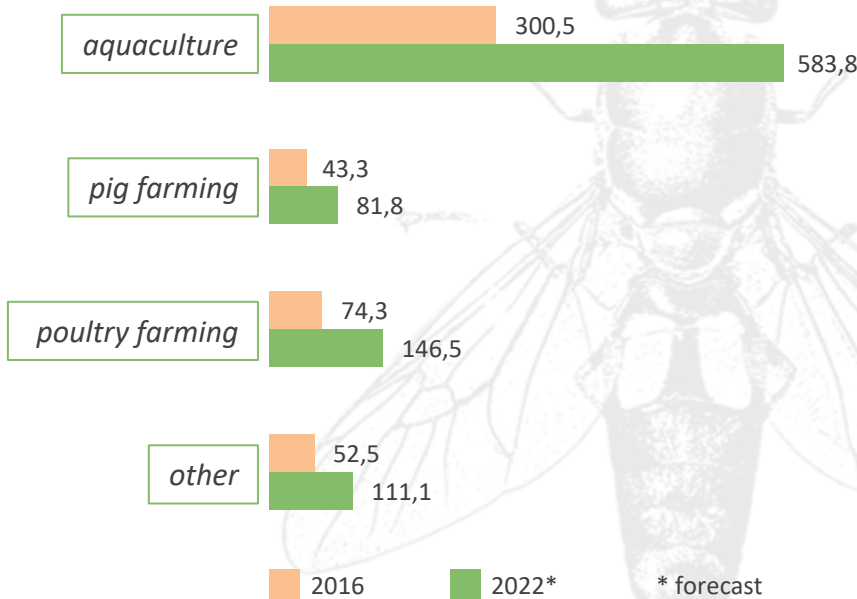 aquaculture
300,5
583,8
pig farming
43,3
81,8
poultry farming
74,3
146,5
other
52,5
111,1
2016 2022* * forecast